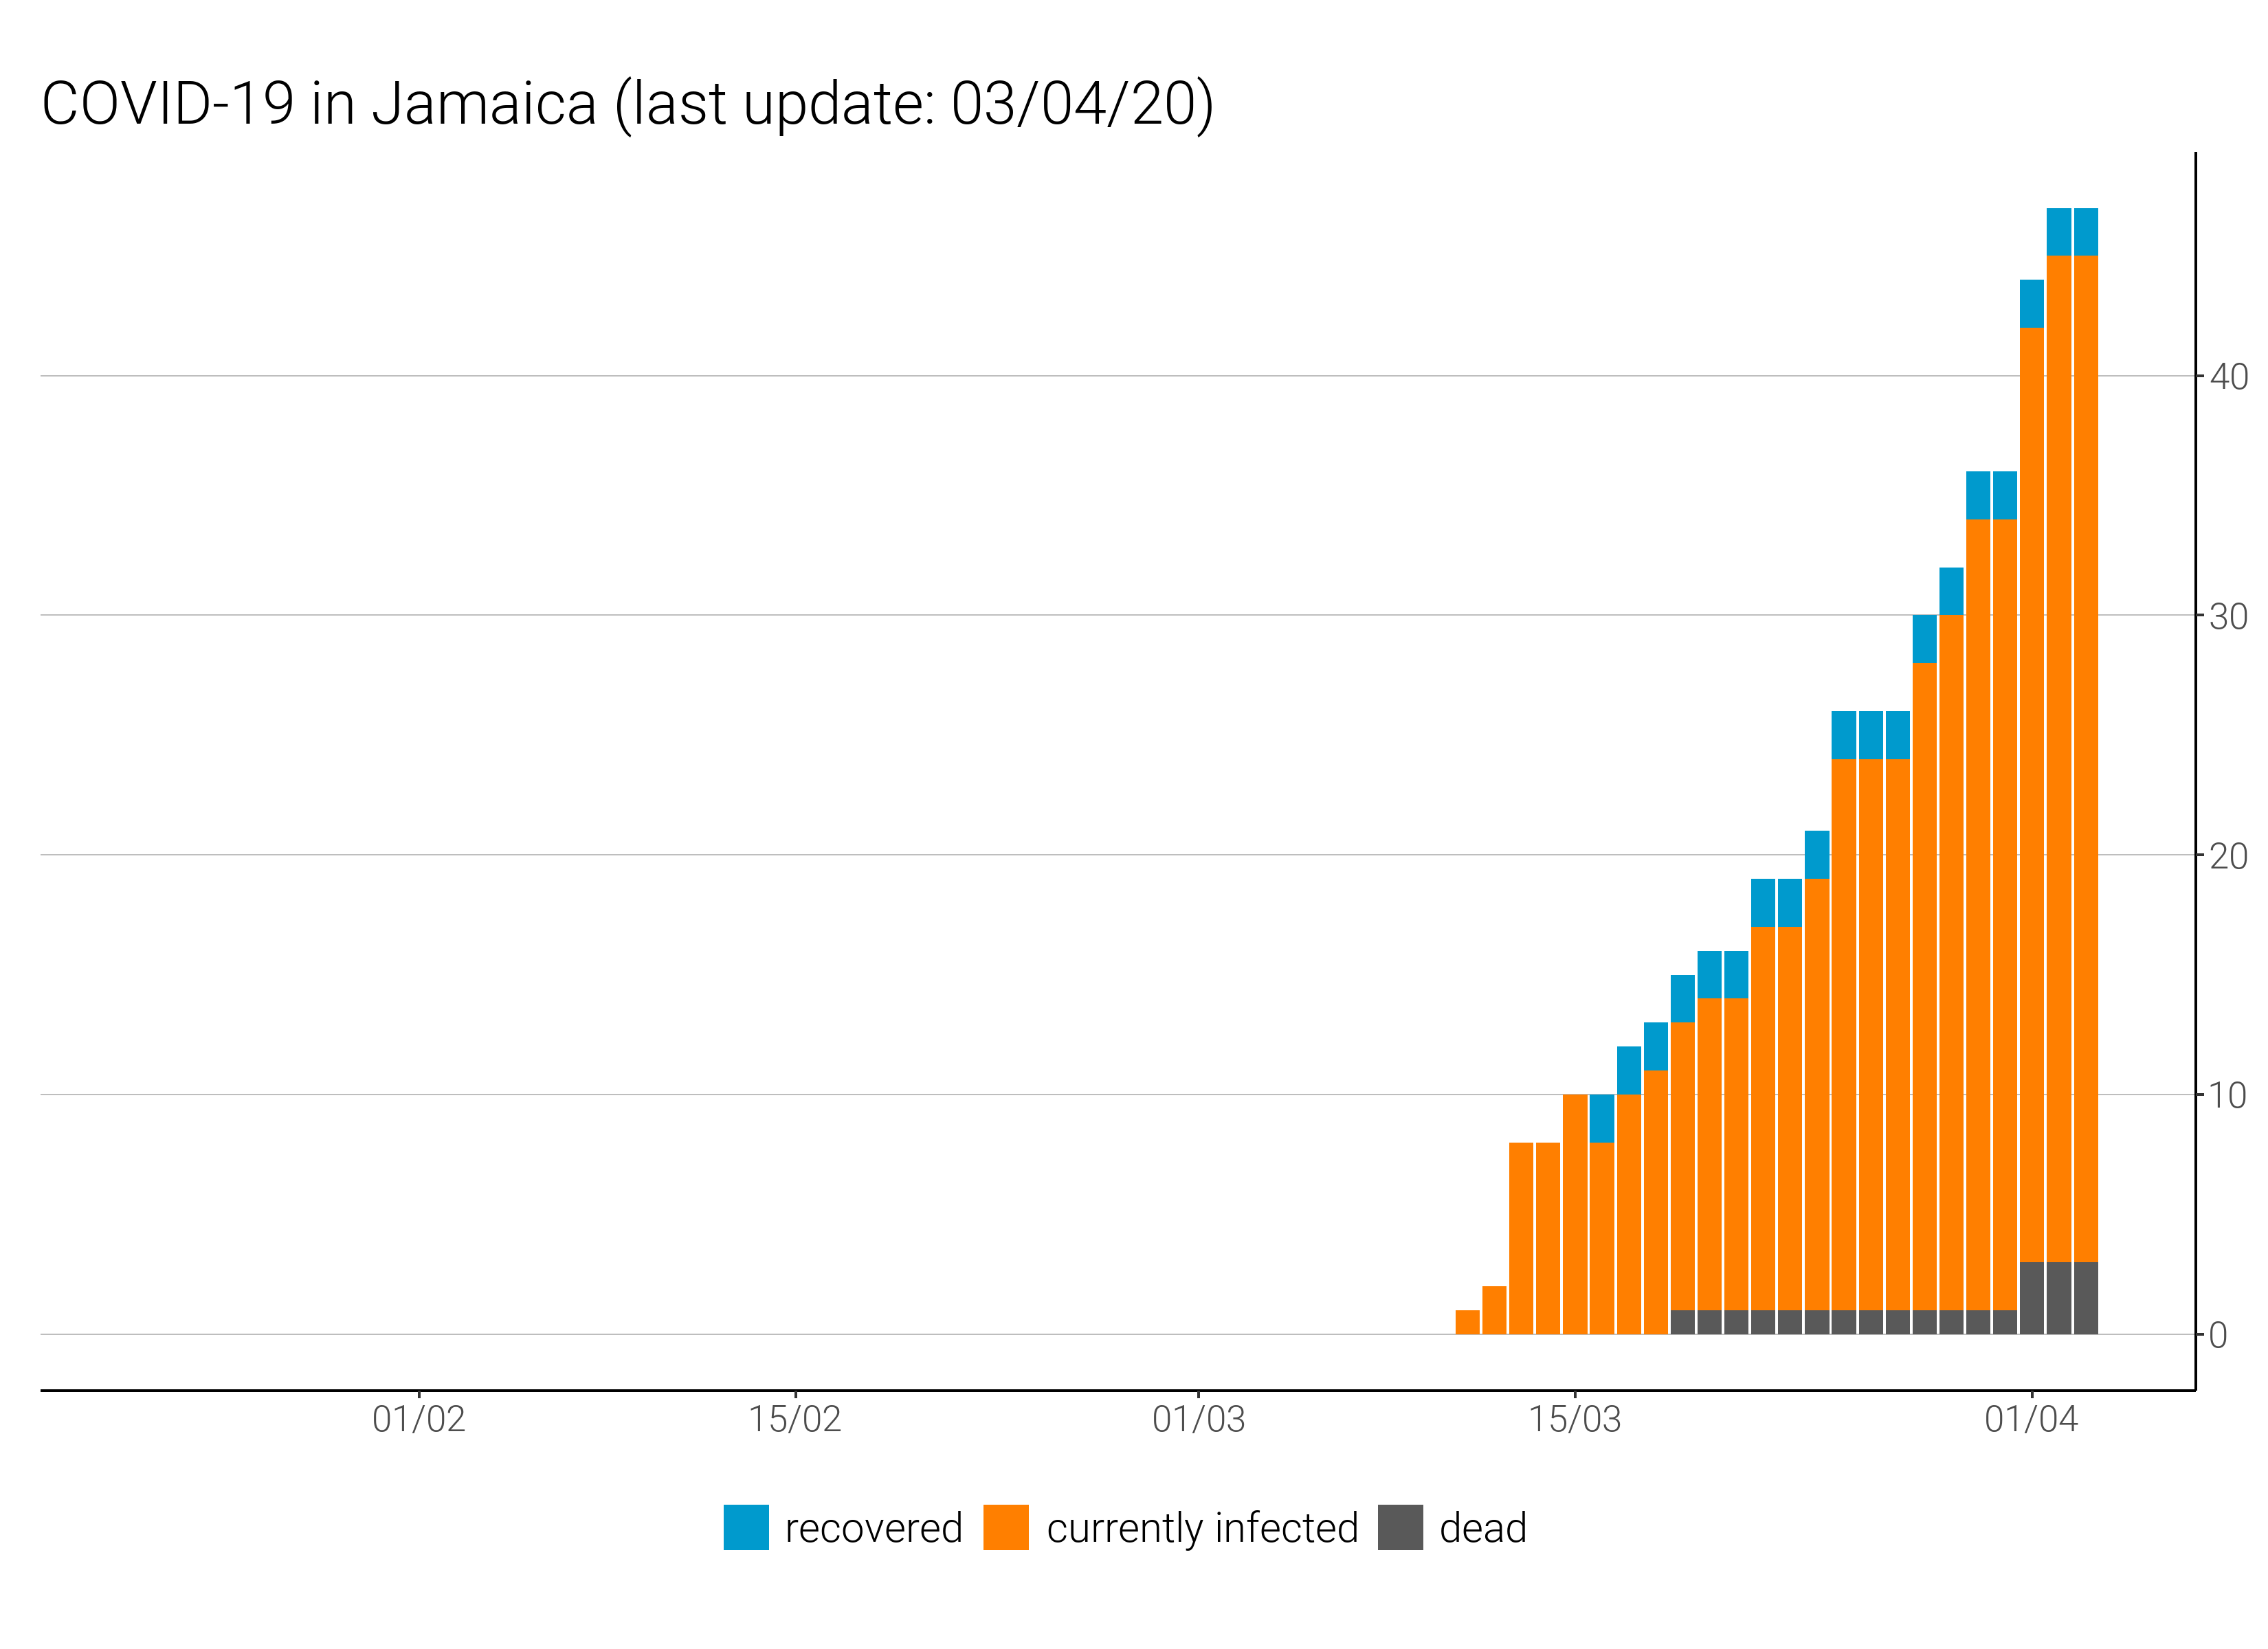 COVID-19 in Jamaica (last update: 03/04/20)
40
30
20
10
0
01/02 15/02 01/03 15/03 01/04
recovered currently infected dead